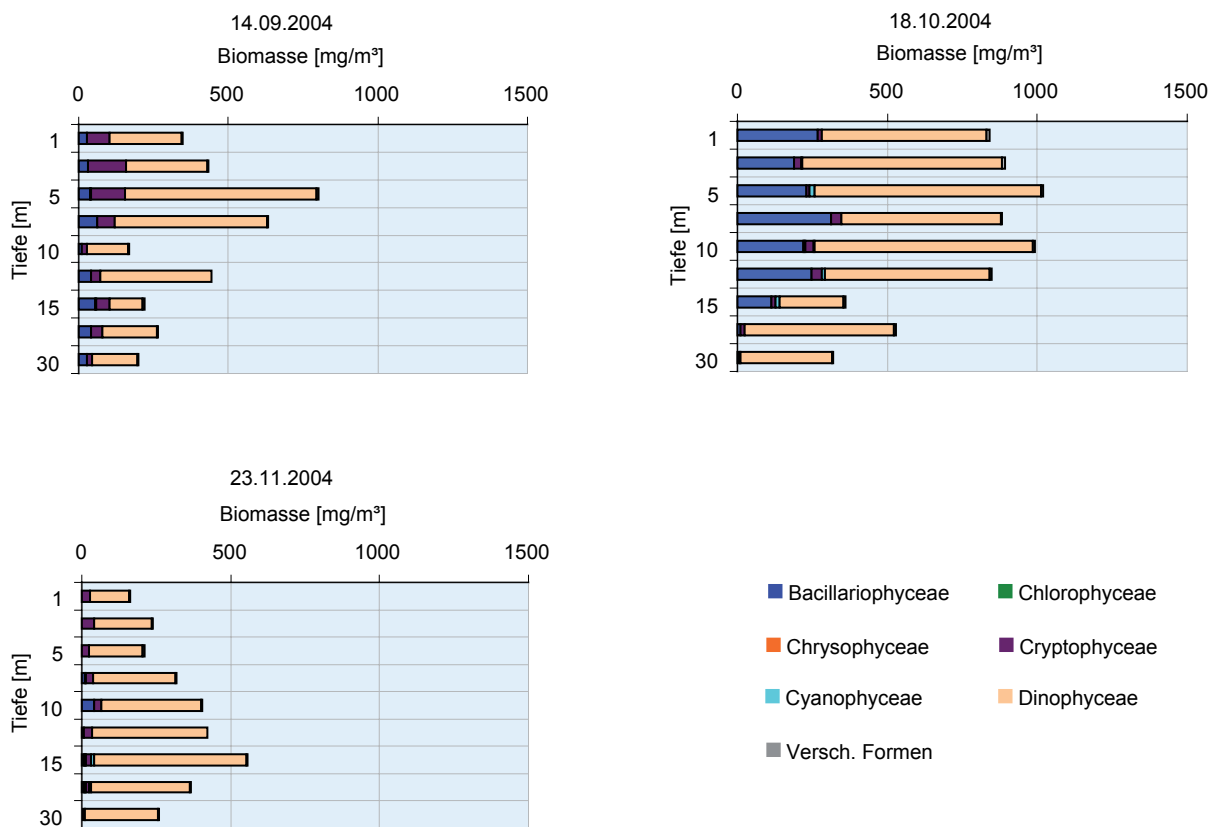 14.09.2004
Biomasse [mg/m³]
0 500 1000 1500
Tiefe [m]
1
5
10
15
30
18.10.2004
Biomasse [mg/m³]
0 500 1000 1500
Tiefe [m]
1
5
10
15
30
23.11.2004
Biomasse [mg/m³]
0 500 1000 1500
Tiefe [m]
1
5
10
15
30
Bacillariophyceae
Chlorophyceae
Chrysophyceae
Cryptophyceae
Cyanophyceae
Dinophyceae
Versch. Formen